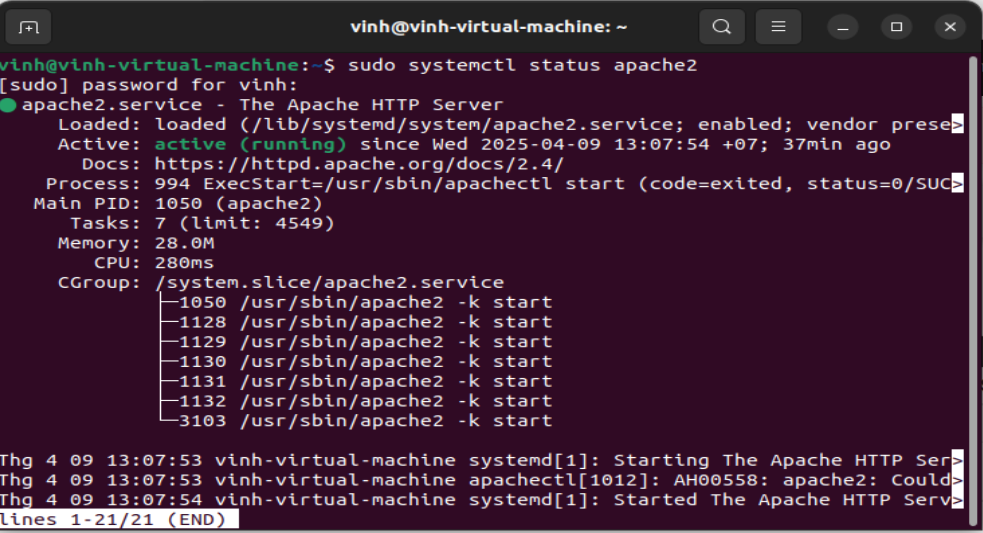 vinh@vinh-virtual-machine: ~
vinh@vinh-virtual-machine:~$ sudo systemctl status apache2
[sudo] password for vinh:
● apache2.service - The Apache HTTP Server
     Loaded: loaded (/lib/systemd/system/apache2.service; enabled; vendor prese>
     Active: active (running) since Wed 2025-04-09 13:07:54 +07; 37min ago
       Docs: https://httpd.apache.org/docs/2.4/
    Process: 994 ExecStart=/usr/sbin/apachectl start (code=exited, status=0/SUC>
   Main PID: 1050 (apache2)
      Tasks: 7 (limit: 4549)
     Memory: 28.0M
        CPU: 280ms
     CGroup: /system.slice/apache2.service
             ├─1050 /usr/sbin/apache2 -k start
             ├─1128 /usr/sbin/apache2 -k start
             ├─1129 /usr/sbin/apache2 -k start
             ├─1130 /usr/sbin/apache2 -k start
             ├─1131 /usr/sbin/apache2 -k start
             ├─1132 /usr/sbin/apache2 -k start
             └─3103 /usr/sbin/apache2 -k start
Thg 4 09 13:07:53 vinh-virtual-machine systemd[1]: Starting The Apache HTTP Ser>
Thg 4 09 13:07:53 vinh-virtual-machine apachectl[1012]: AH00558: apache2: Could>
Thg 4 09 13:07:54 vinh-virtual-machine systemd[1]: Started The Apache HTTP Serv>
lines 1-21/21 (END)